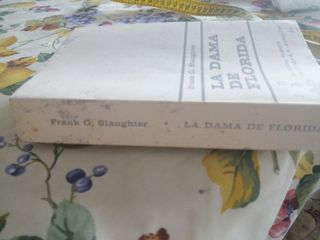 Frank G. Slaughter
LA DAMA
DE
FLORIDA
Frank G. Slaughter · LA DAMA DE FLORIDA